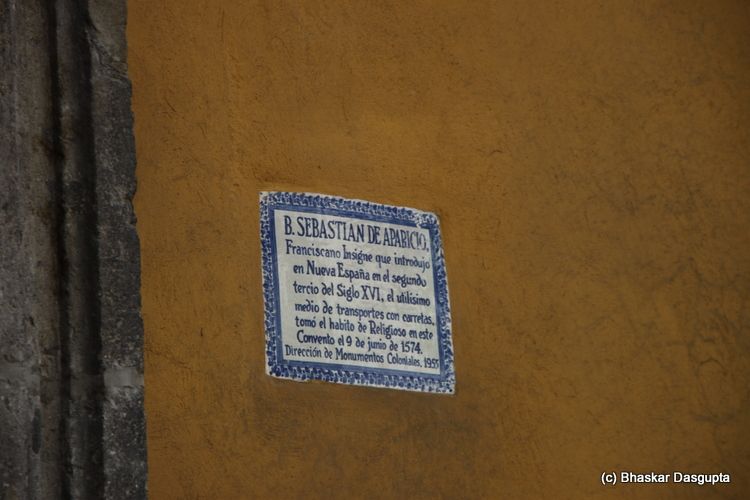 B. SEBASTIAN DE APARICIO.
Franciscano Insigne que introdujo
en Nueva España en el segundo
tercio del Siglo XVI, el utilisimo
medio de transportes con carretas,
tomó el habito de Religioso en este
Convento el 9 de junio de 1574.
Dirección de Monumentos Coloniales. 1955
(c) Bhaskar Dasgupta